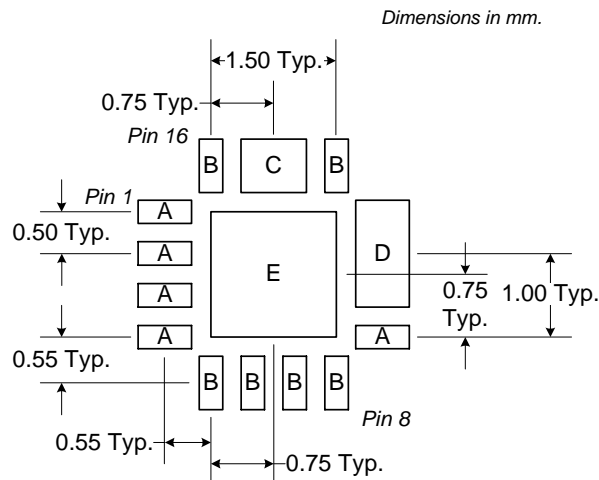 Dimensions in mm.
1.50 Typ.
0.75 Typ.
Pin 16
B
C
B
Pin 1
A
0.50 Typ.
A
E
D
A
0.75
Typ.
1.00 Typ.
A
A
0.55 Typ.
B
B
B
B
Pin 8
0.55 Typ.
0.75 Typ.